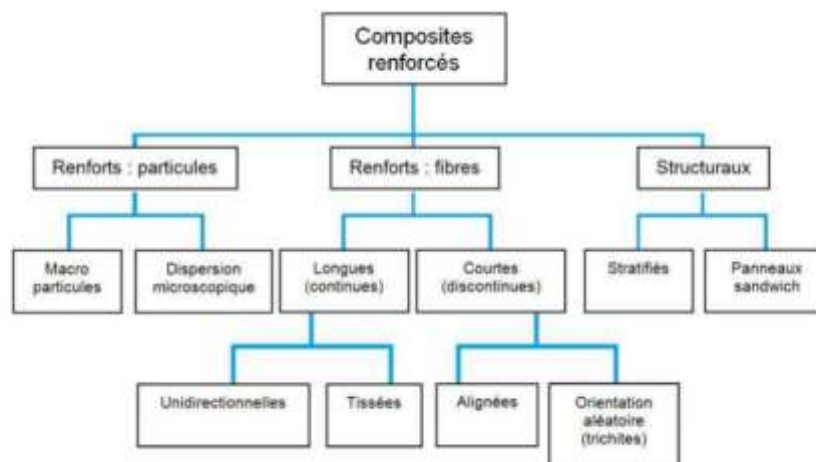 Composites
renforcés
Renforts : particules
Renforts : fibres
Structuraux
Macro
particules
Dispersion
microscopique
Longues
(continues)
Courtes
(discontinues)
Stratifiés
Panneaux
sandwich
Unidirectionnelles
Tissées
Alignées
Orientation
aléatoire
(trichites)